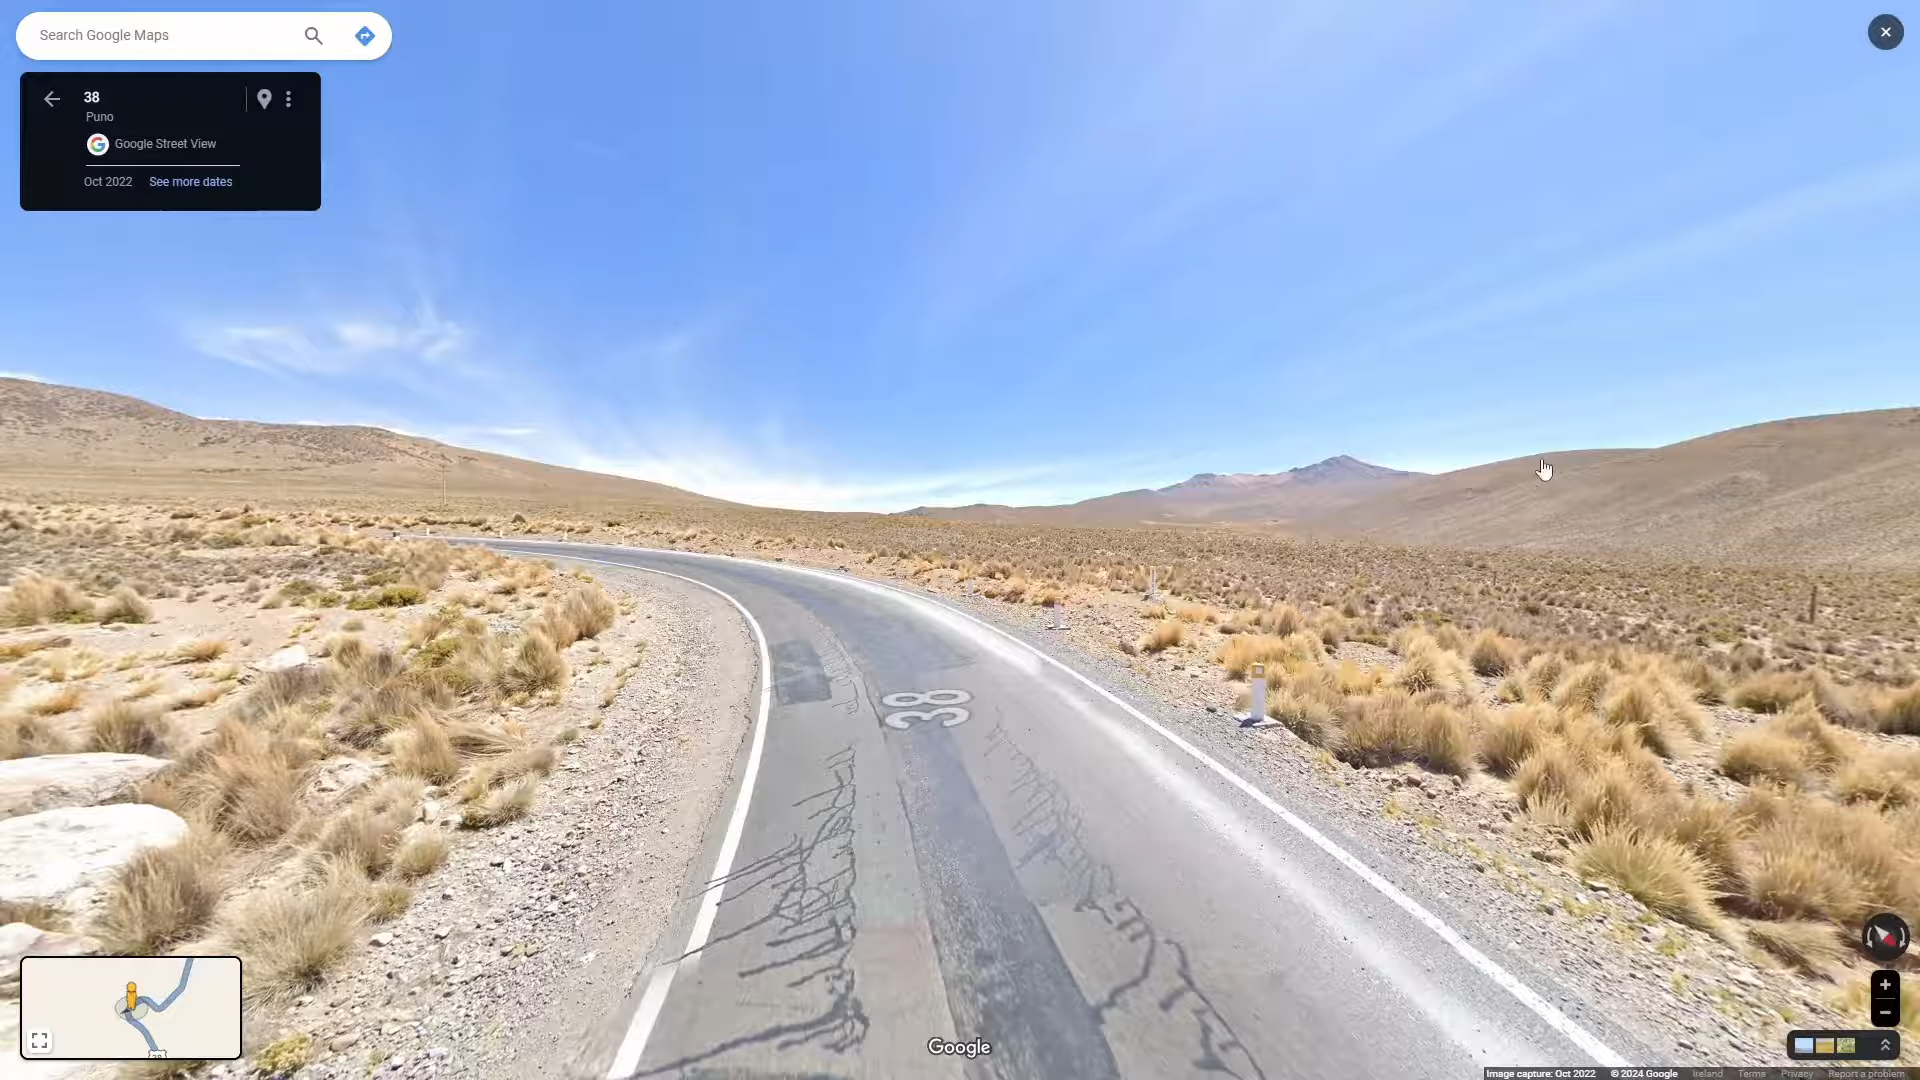 Search Google Maps
38
Puno
Google Street View
Oct 2022 See more dates
38
38
Google
Image capture: Oct 2022 © 2024 Google Ireland Terms Privacy Report a problem